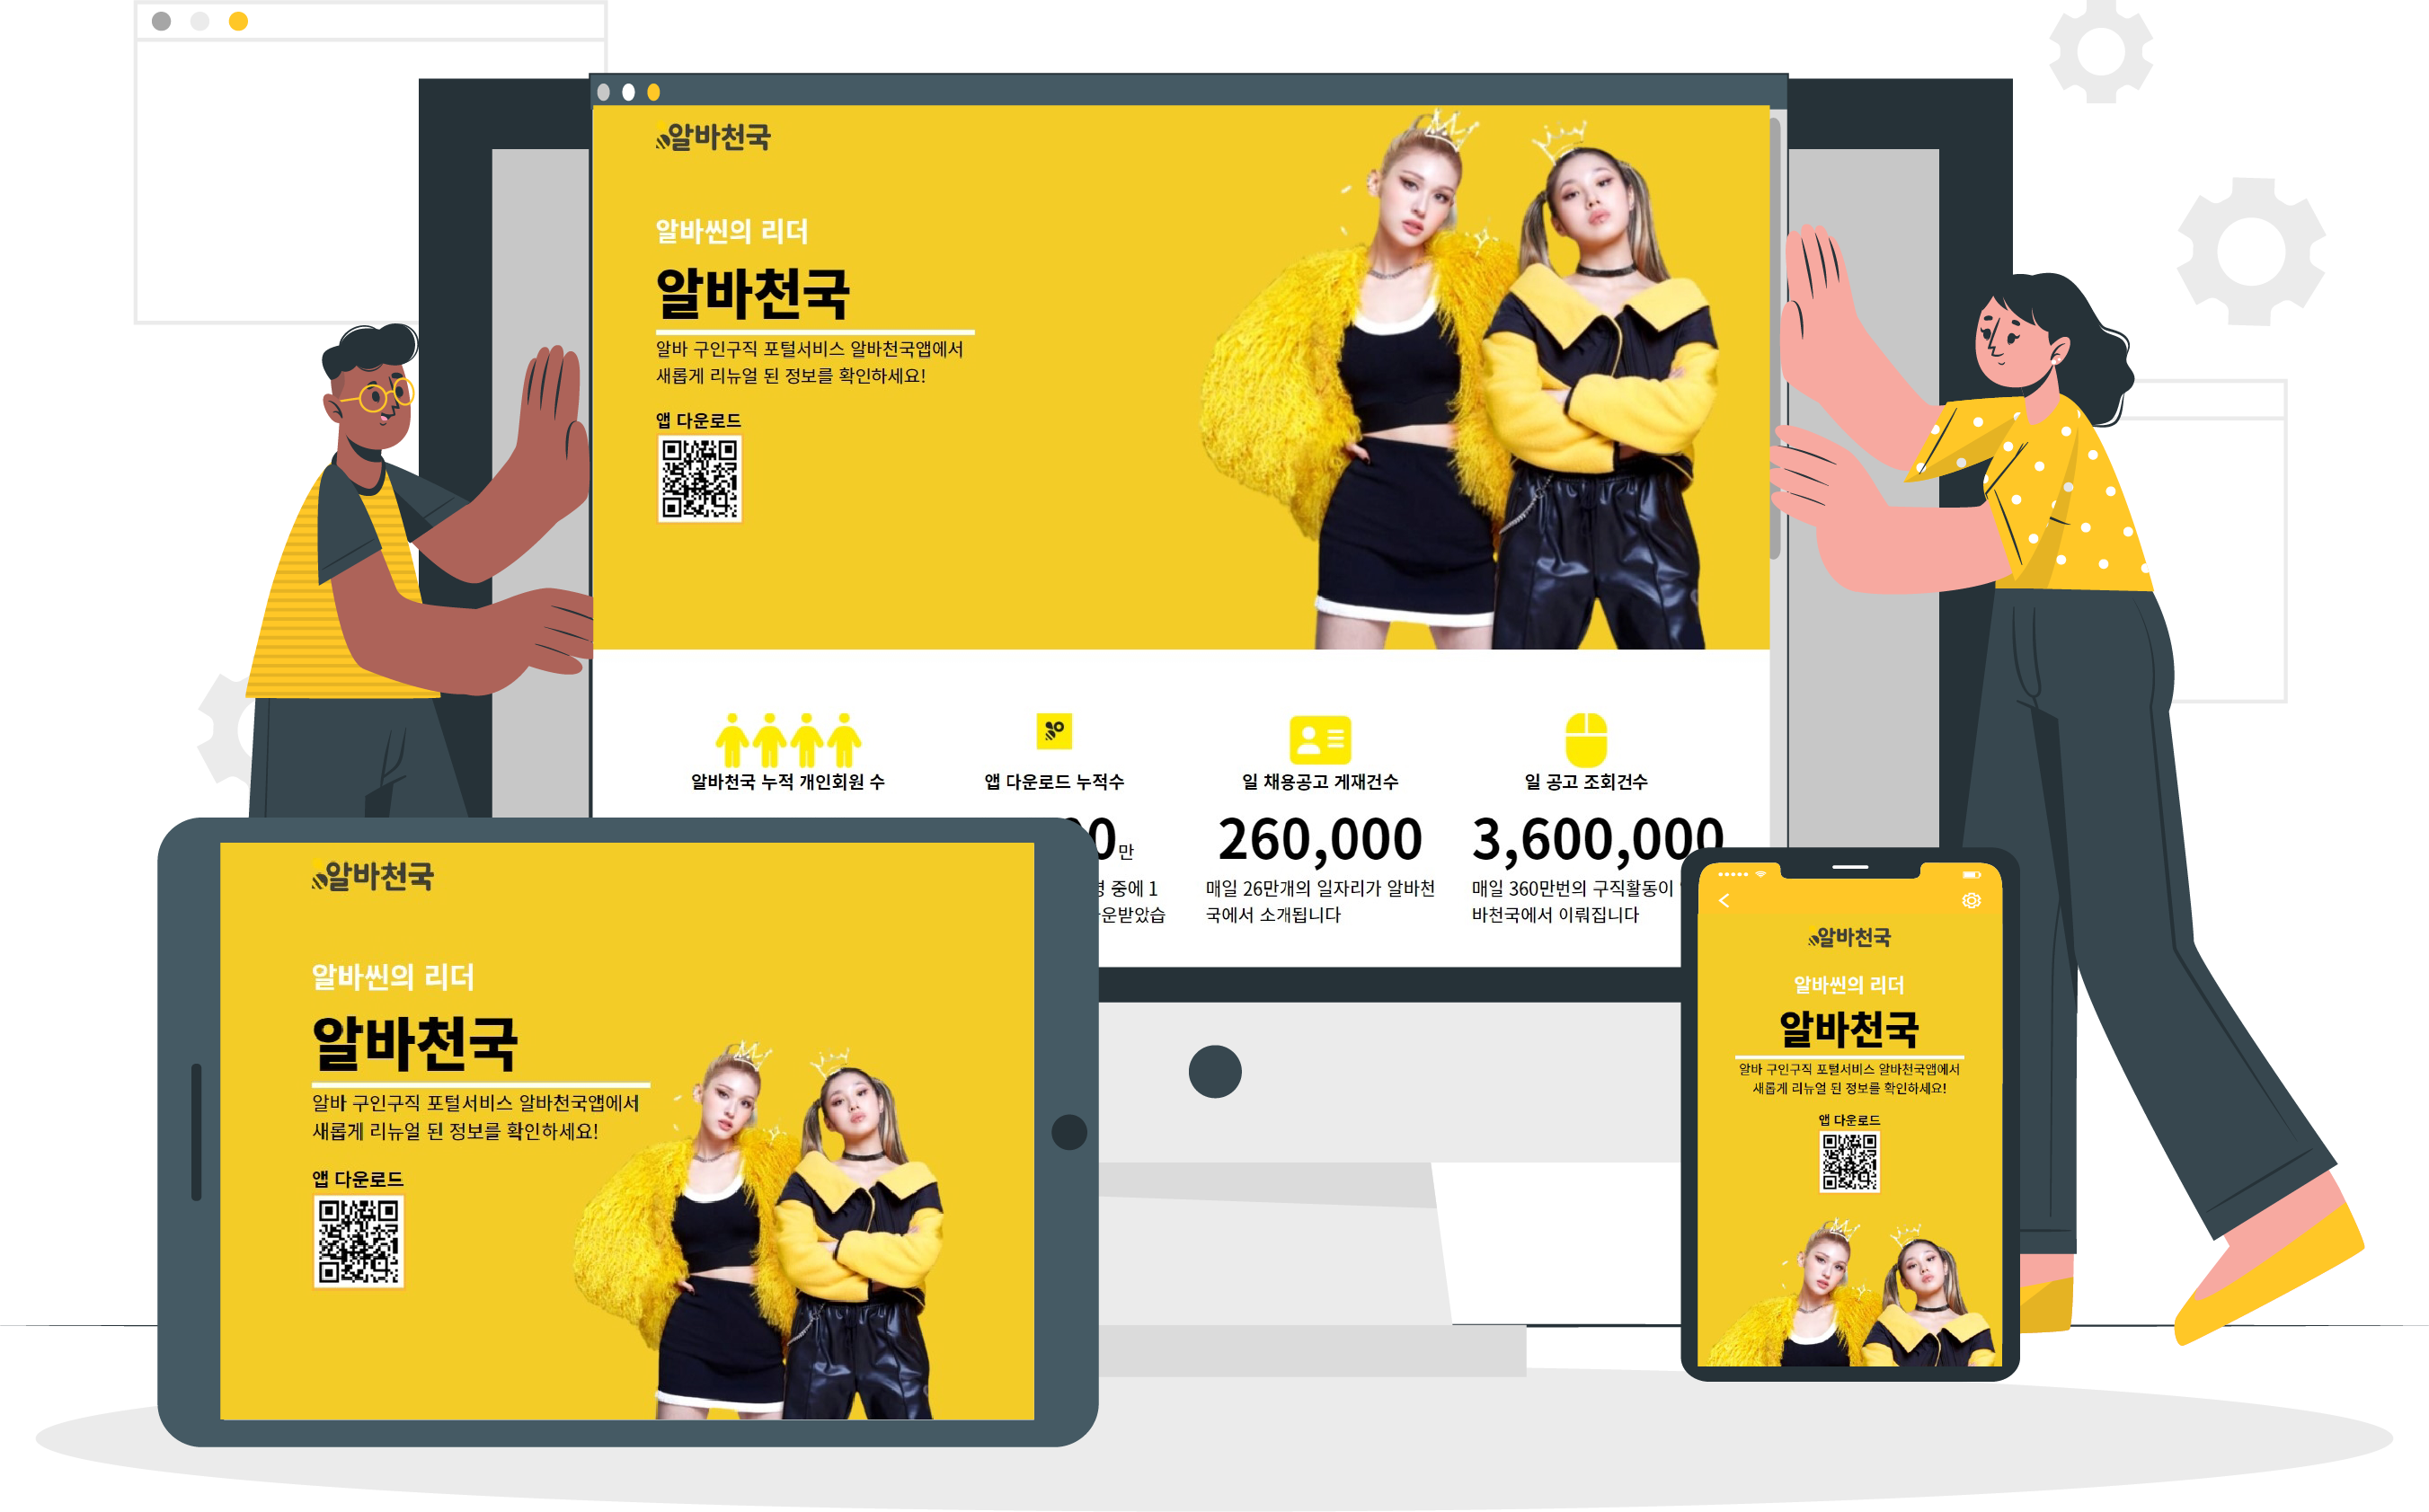 알바천국
알바씬의 리더
알바천국
알바 구인구직 포털서비스 알바천국앱에서
새롭게 리뉴얼 된 정보를 확인하세요!
앱 다운로드
알바천국 누적 개인회원 수
앱 다운로드 누적수
0만
중에 1
운받았습
일 채용공고 게재건수
260,000
매일 26만개의 일자리가 알바천
국에서 소개됩니다
일 공고 조회건수
3,600,000
매일 360만번의 구직활동이
바천국에서 이뤄집니다
알바천국
알바씬의 리더
알바천국
알바 구인구직 포털서비스 알바천국앱에서
새롭게 리뉴얼 된 정보를 확인하세요!
앱 다운로드
알바천국
알바씬의 리더
알바천국
알바 구인구직 포털서비스 알바천국앱에서
새롭게 리뉴얼 된 정보를 확인하세요!
앱 다운로드